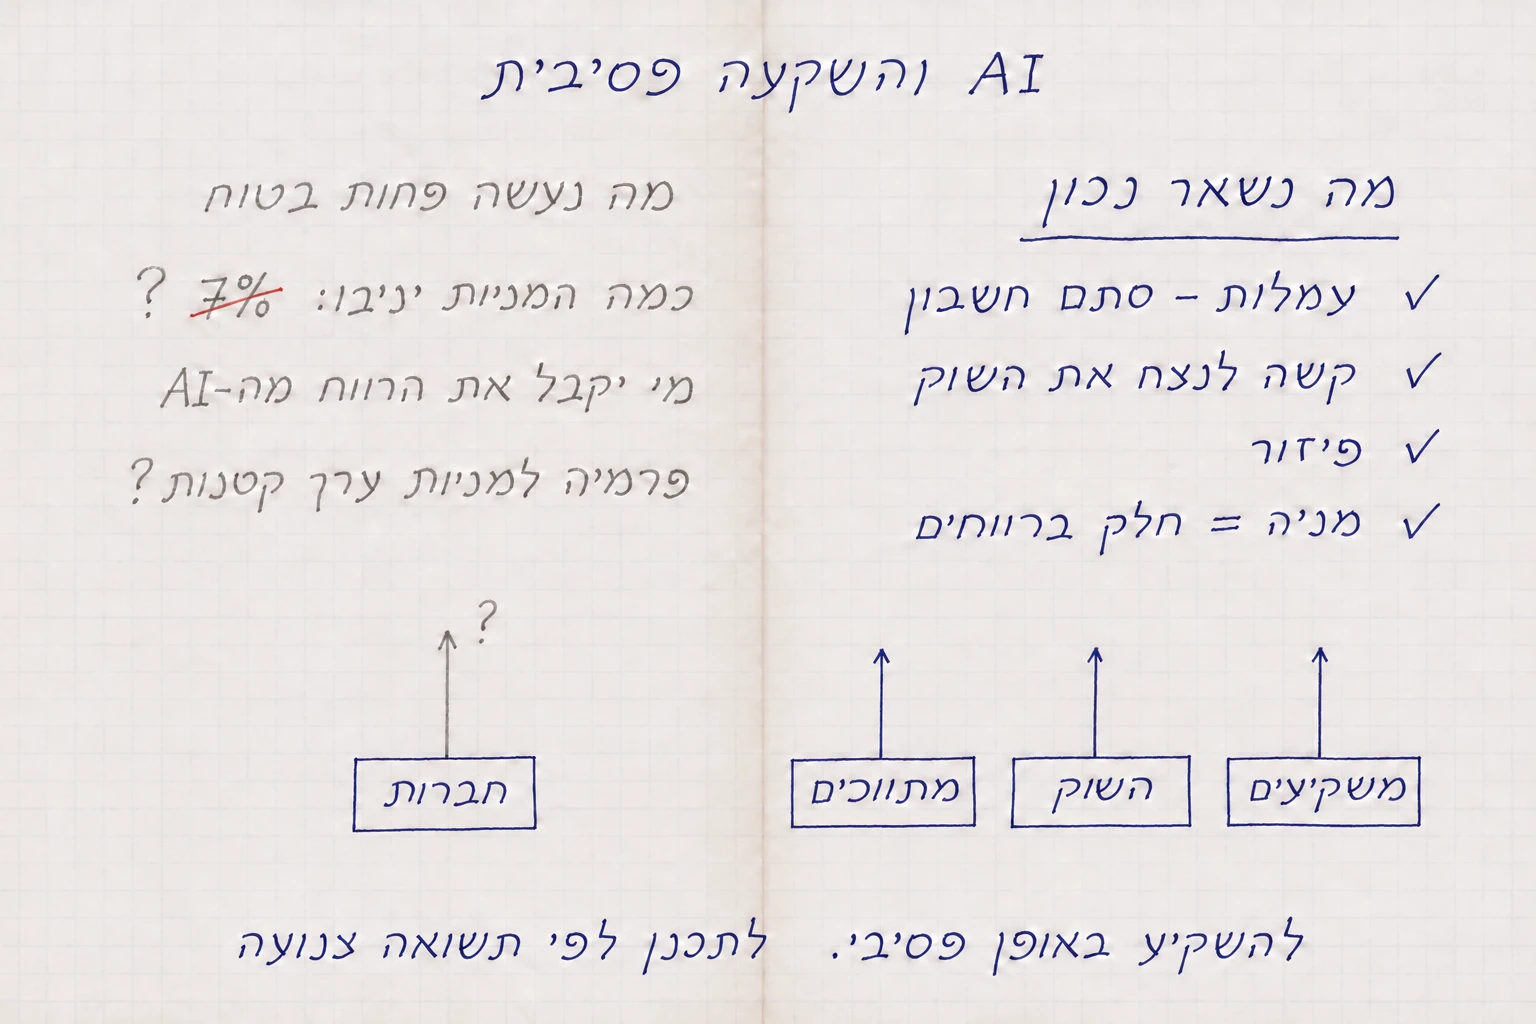 AI והשקעה פסיבית
מה נשאר נכון
✓ עמלות – סתם חשבון
✓ קשה לנצח את השוק
✓ פיזור
✓ מניה = חלק ברווחים
מה נעשה פחות בטוח
כמה המניות יניבו: 7% ?
מי יקבל את הרווח מה-AI
פרמיה למניות ערך קטנות?
משקיעים
השוק
מתווכים
?
חברות
להשקיע באופן פסיבי. לתכנן לפי תשואה צנועה